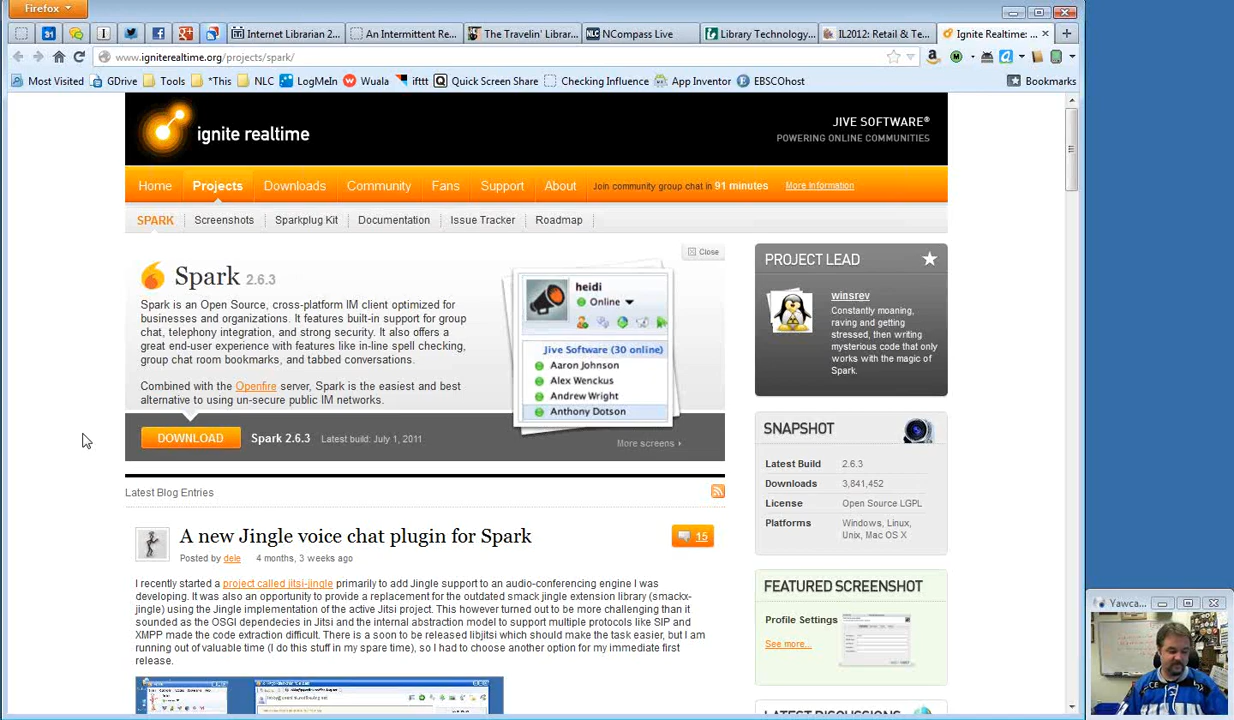 Firefox
31
Internet Librarian 2...
An Intermittent Re...
The Travelin' Librar...
NCompass Live
Library Technology...
IL2012: Retail & Te...
Ignite Realtime: ...
www.igniterealtime.org/projects/spark/
Most Visited
GDrive
Tools
*This
NLC
LogMeIn
Wuala
ifttt
Quick Screen Share
Checking Influence
App Inventor
EBSCOhost
Bookmarks
ignite realtime
JIVE SOFTWARE®
POWERING ONLINE COMMUNITIES
Home
Projects
Downloads
Community
Fans
Support
About
Join community group chat in 91 minutes
More Information
SPARK
Screenshots
Sparkplug Kit
Documentation
Issue Tracker
Roadmap
Close
Spark 2.6.3
Spark is an Open Source, cross-platform IM client optimized for
businesses and organizations. It features built-in support for group
chat, telephony integration, and strong security. It also offers a
great end-user experience with features like in-line spell checking,
group chat room bookmarks, and tabbed conversations.
Combined with the Openfire server, Spark is the easiest and best
alternative to using un-secure public IM networks.
heidi
Online
Jive Software (30 online)
Aaron Johnson
Alex Wenckus
Andrew Wright
Anthony Dotson
DOWNLOAD
Spark 2.6.3
Latest build: July 1, 2011
More screens ›
PROJECT LEAD
winsrev
Constantly moaning,
raving and getting
stressed, then writing
mysterious code that only
works with the magic of
Spark.
SNAPSHOT
Latest Build 2.6.3
Downloads 3,841,452
License Open Source LGPL
Platforms Windows, Linux,
Unix, Mac OS X
Latest Blog Entries
A new Jingle voice chat plugin for Spark
15
Posted by dele 4 months, 3 weeks ago
I recently started a project called jitsi-jingle primarily to add Jingle support to an audio-conferencing engine I was
developing. It was also an opportunity to provide a replacement for the outdated smack jingle extension library (smackx-
jingle) using the Jingle implementation of the active Jitsi project. This however turned out to be more challenging than it
sounded as the OSGI dependencies in Jitsi and the internal abstraction model to support multiple protocols like SIP and
XMPP made the code extraction difficult. There is a soon to be released libjitsi which should make the task easier, but I am
running out of valuable time (I do this stuff in my spare time), so I had to choose another option for my immediate first
release.
FEATURED SCREENSHOT
Profile Settings
See more..
LATEST DISCUSSIONS
Yawca...